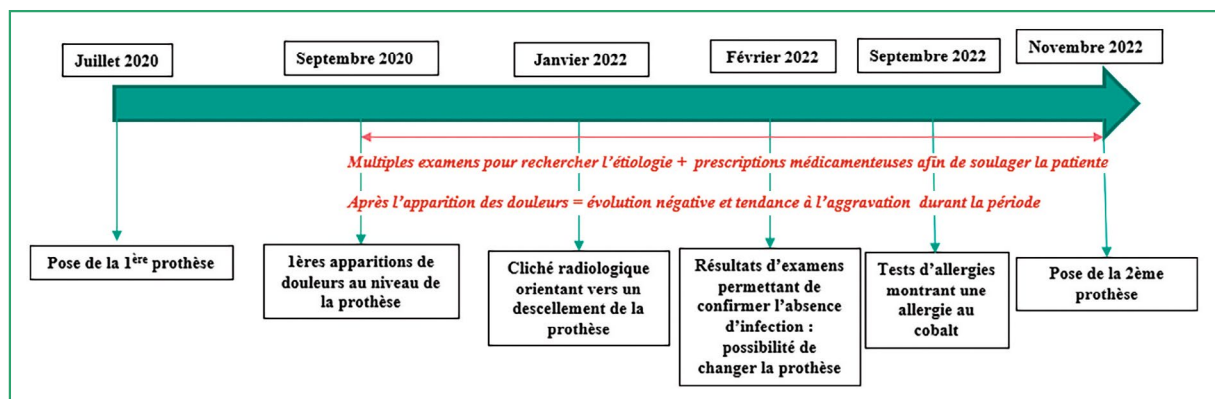 Juillet 2020
Septembre 2020
Janvier 2022
Février 2022
Septembre 2022
Novembre 2022
Multiples examens pour rechercher l’étiologie + prescriptions médicamenteuses afin de soulager la patiente
Après l’apparition des douleurs = évolution négative et tendance à l’aggravation durant la période
Pose de la 1ère prothèse
1ères apparitions de
douleurs au niveau de
la prothèse
Cliché radiologique
orientant vers un
descellement de la
prothèse
Résultats d’examens
permettant de
confirmer l’absence
d’infection :
possibilité de
changer la prothèse
Tests d’allergies
montrant une
allergie au
cobalt
Pose de la 2ème
prothèse